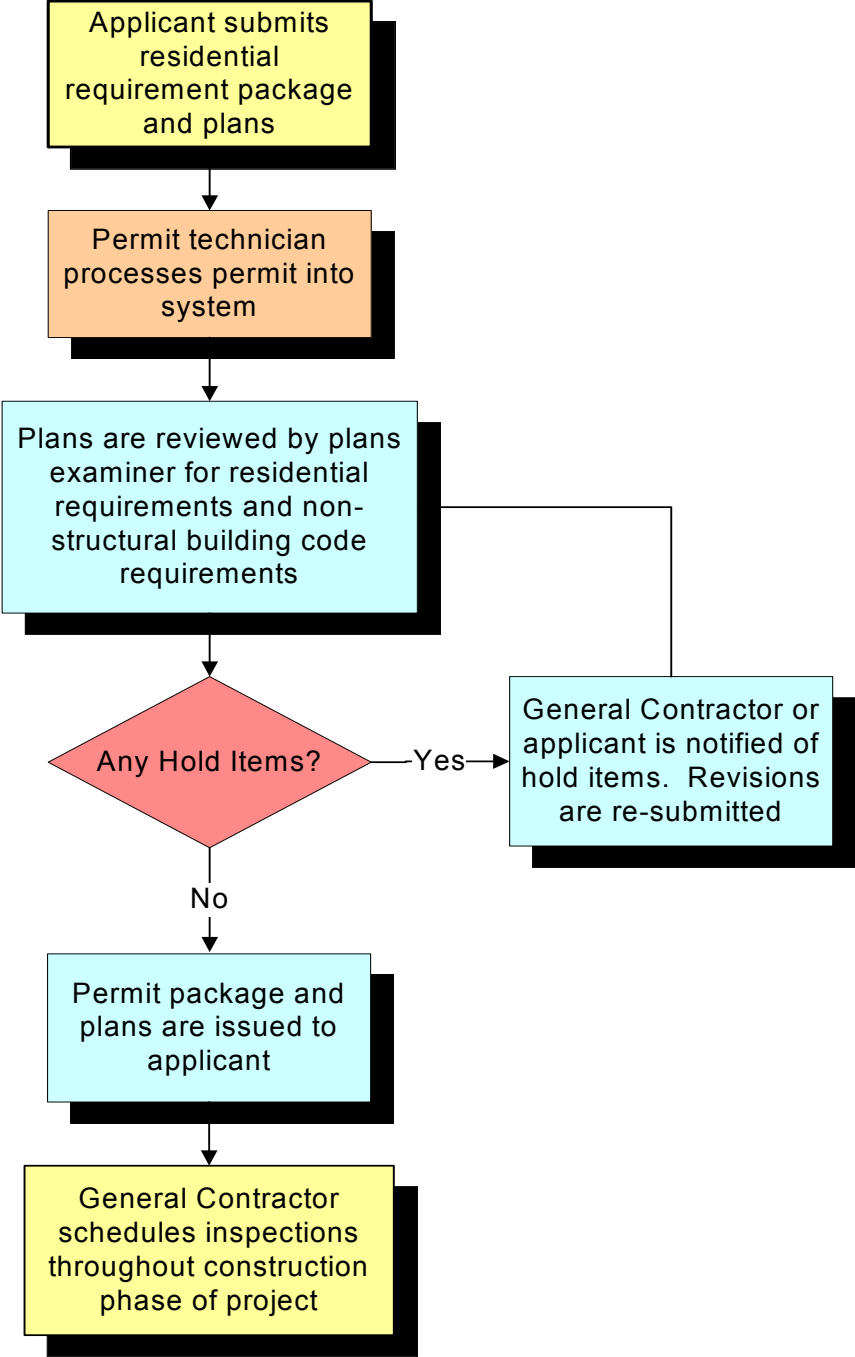 Applicant submits
residential
requirement package
and plans
Permit technician
processes permit into
system
Plans are reviewed by plans
examiner for residential
requirements and non-
structural building code
requirements
Any Hold Items?
Yes
General Contractor or
applicant is notified of
hold items.  Revisions
are re-submitted
No
Permit package and
plans are issued to
applicant
General Contractor
schedules inspections
throughout construction
phase of project